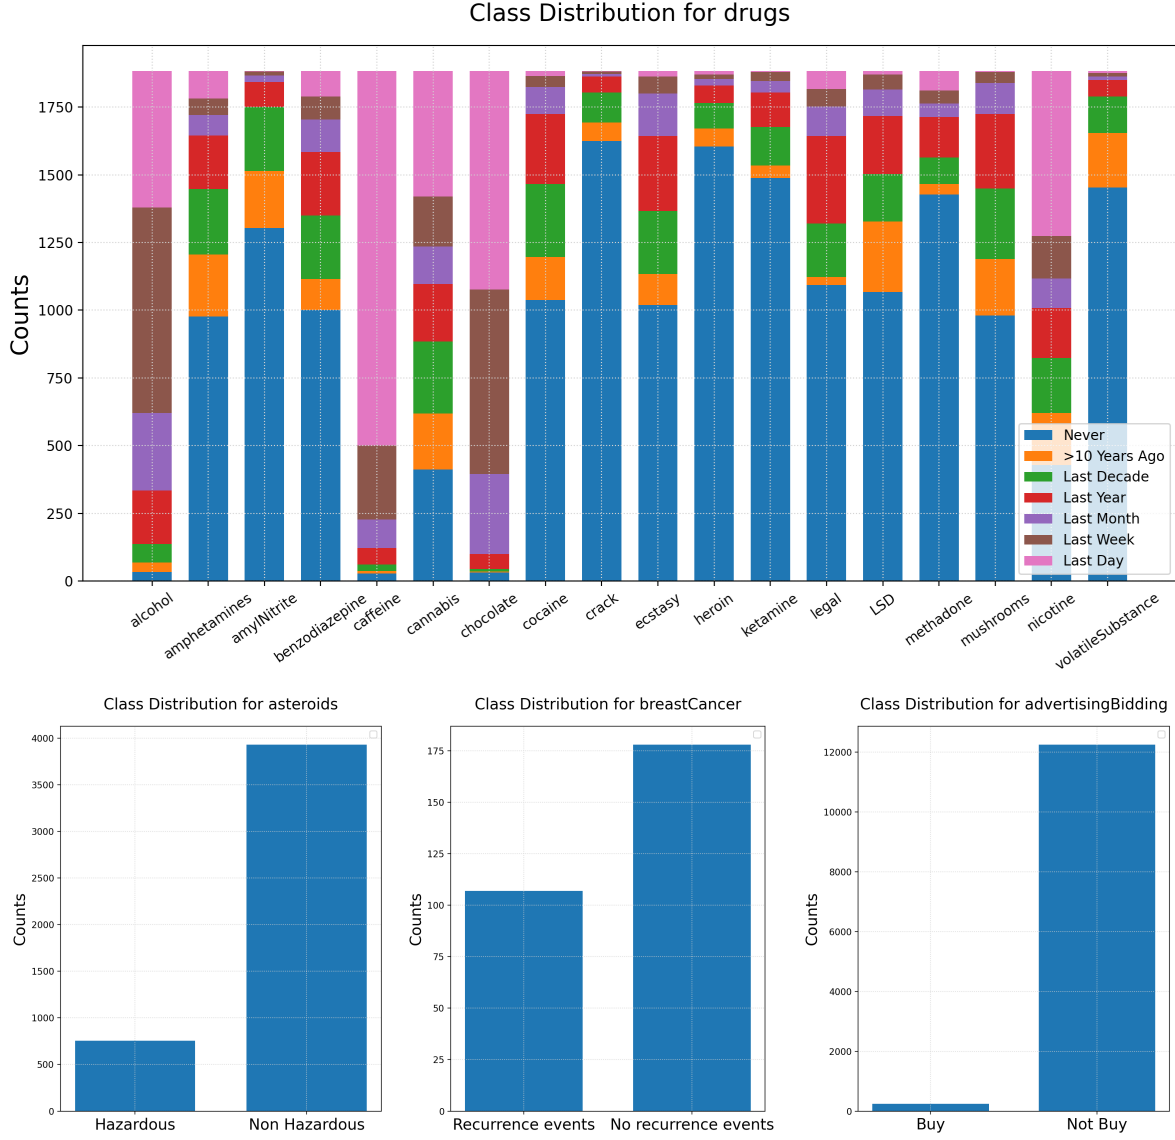 Class Distribution for drugs
Counts
1750
1500
1250
1000
750
500
250
0
Never
>10 Years Ago
Last Decade
Last Year
Last Month
Last Week
Last Day
alcohol
amphetamines
amylNitrite
benzodiazepine
caffeine
cannabis
chocolate
cocaine
crack
ecstasy
heroin
ketamine
legal
LSD
methadone
mushrooms
nicotine
volatileSubstance
Class Distribution for asteroids
Counts
4000
3500
3000
2500
2000
1500
1000
500
0
Hazardous
Non Hazardous
Class Distribution for breastCancer
Counts
175
150
125
100
75
50
25
0
Recurrence events
No recurrence events
Class Distribution for advertisingBidding
Counts
12000
10000
8000
6000
4000
2000
0
Buy
Not Buy